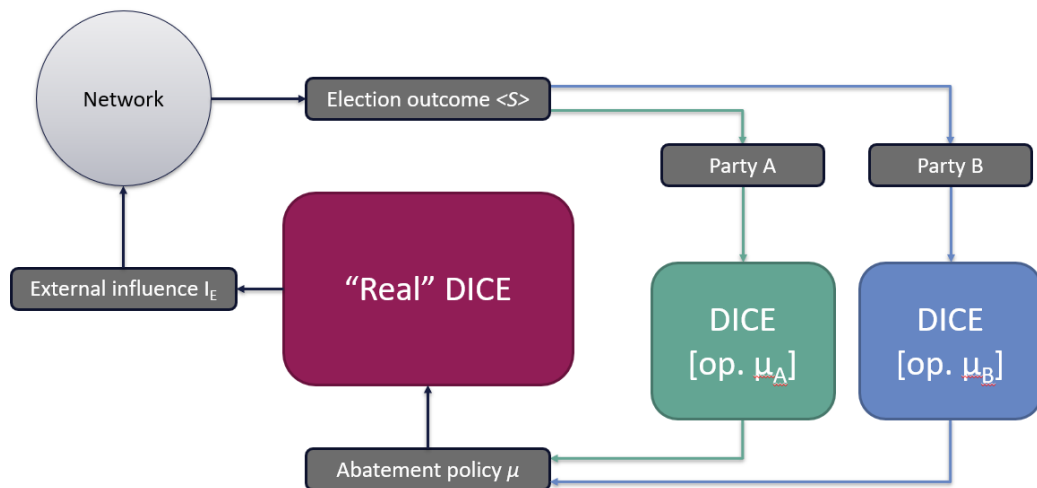 Network
Election outcome <S>
Party A
Party B
"Real" DICE
External influence I_E
DICE
[op. μ_A]
DICE
[op. μ_B]
Abatement policy μ